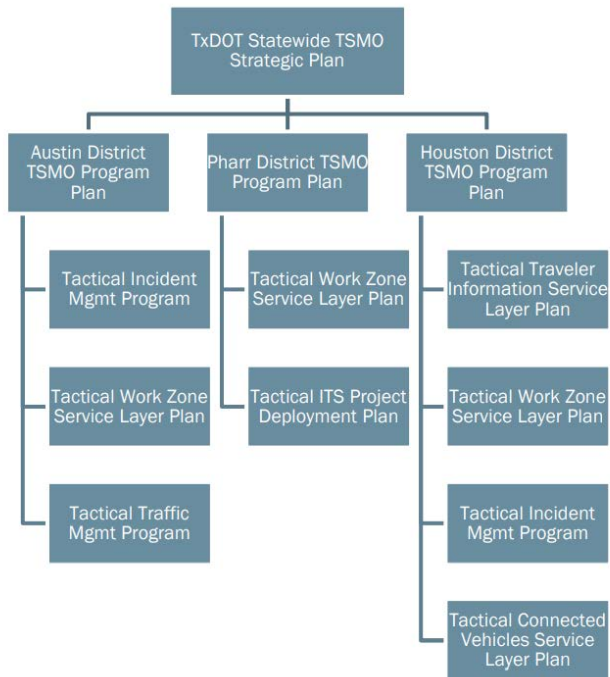 TxDOT Statewide TSMO
Strategic Plan
Austin District
TSMO Program
Plan
Pharr District TSMO
Program Plan
Houston District
TSMO Program
Plan
Tactical Incident
Mgmt Program
Tactical Work Zone
Service Layer Plan
Tactical Traveler
Information Service
Layer Plan
Tactical Work Zone
Service Layer Plan
Tactical ITS Project
Deployment Plan
Tactical Work Zone
Service Layer Plan
Tactical Traffic
Mgmt Program
Tactical Incident
Mgmt Program
Tactical Connected
Vehicles Service
Layer Plan